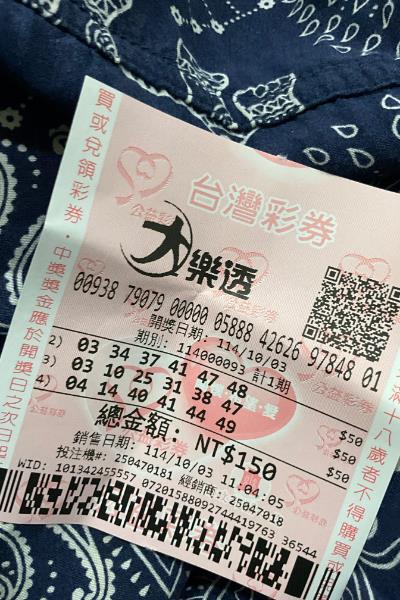 台灣彩券
公益彩券
大樂透
00938 79079 00000 05888 42626 97848 01
開獎日期: 114/10/03
期別: 114000093 計1期
2) 03 34 37 41 47 48 $50
3) 03 10 25 31 38 47 $50
4) 04 14 40 41 44 49 $50
總金額: NT$150
銷售日期: 114/10/03 11:04:05
投注機#: 250470181 經銷商: 25047018
WID: 101342455557 07201588092744419763 36544
買或兌領彩券・中獎獎金應於開獎日之次日起
滿十八歲者不得購買或